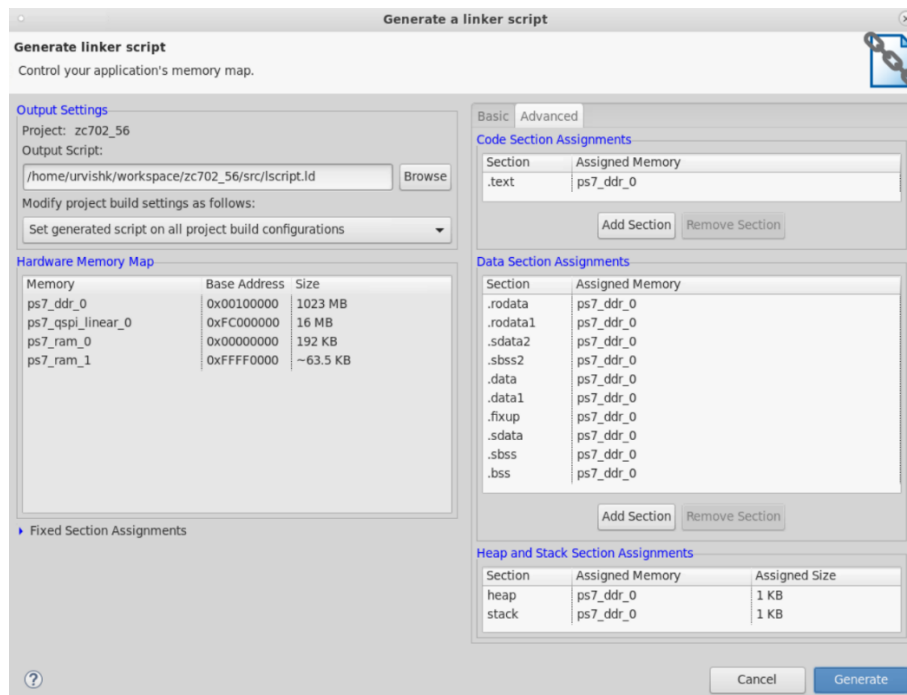 Generate a linker script
Generate linker script
Control your application's memory map.
Output Settings
Project: zc702_56
Output Script:
/home/urvishk/workspace/zc702_56/src/lscript.ld Browse
Modify project build settings as follows:
Set generated script on all project build configurations
Hardware Memory Map
Memory Base Address Size
ps7_ddr_0 0x00100000 1023 MB
ps7_qspi_linear_0 0xFC000000 16 MB
ps7_ram_0 0x00000000 192 KB
ps7_ram_1 0xFFFF0000 ~63.5 KB
Fixed Section Assignments
Basic Advanced
Code Section Assignments
Section Assigned Memory
.text ps7_ddr_0
Add Section Remove Section
Data Section Assignments
Section Assigned Memory
.rodata ps7_ddr_0
.rodata1 ps7_ddr_0
.sdata2 ps7_ddr_0
.sbss2 ps7_ddr_0
.data ps7_ddr_0
.data1 ps7_ddr_0
.fixup ps7_ddr_0
.sdata ps7_ddr_0
.sbss ps7_ddr_0
.bss ps7_ddr_0
Add Section Remove Section
Heap and Stack Section Assignments
Section Assigned Memory Assigned Size
heap ps7_ddr_0 1 KB
stack ps7_ddr_0 1 KB
? Cancel Generate